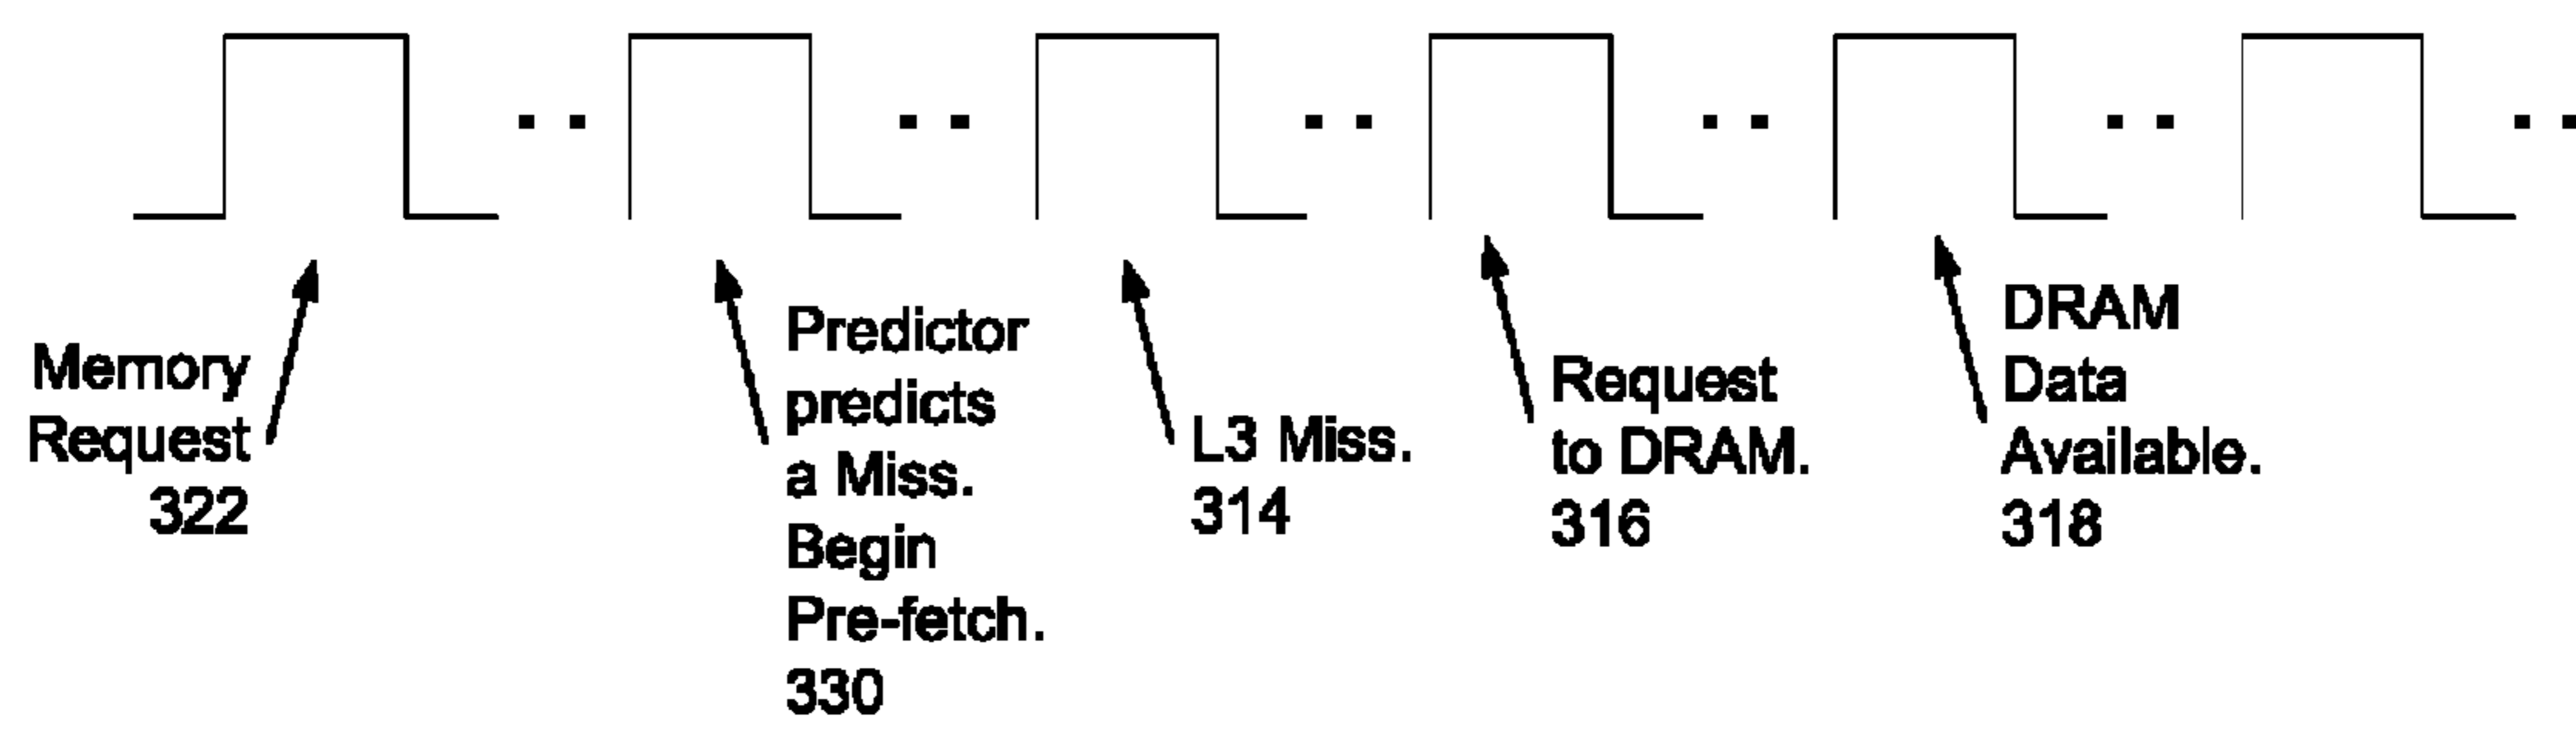 Memory
Request
322
Predictor
predicts
a Miss.
Begin
Pre-fetch.
330
L3 Miss.
314
Request
to DRAM.
316
DRAM
Data
Available.
318